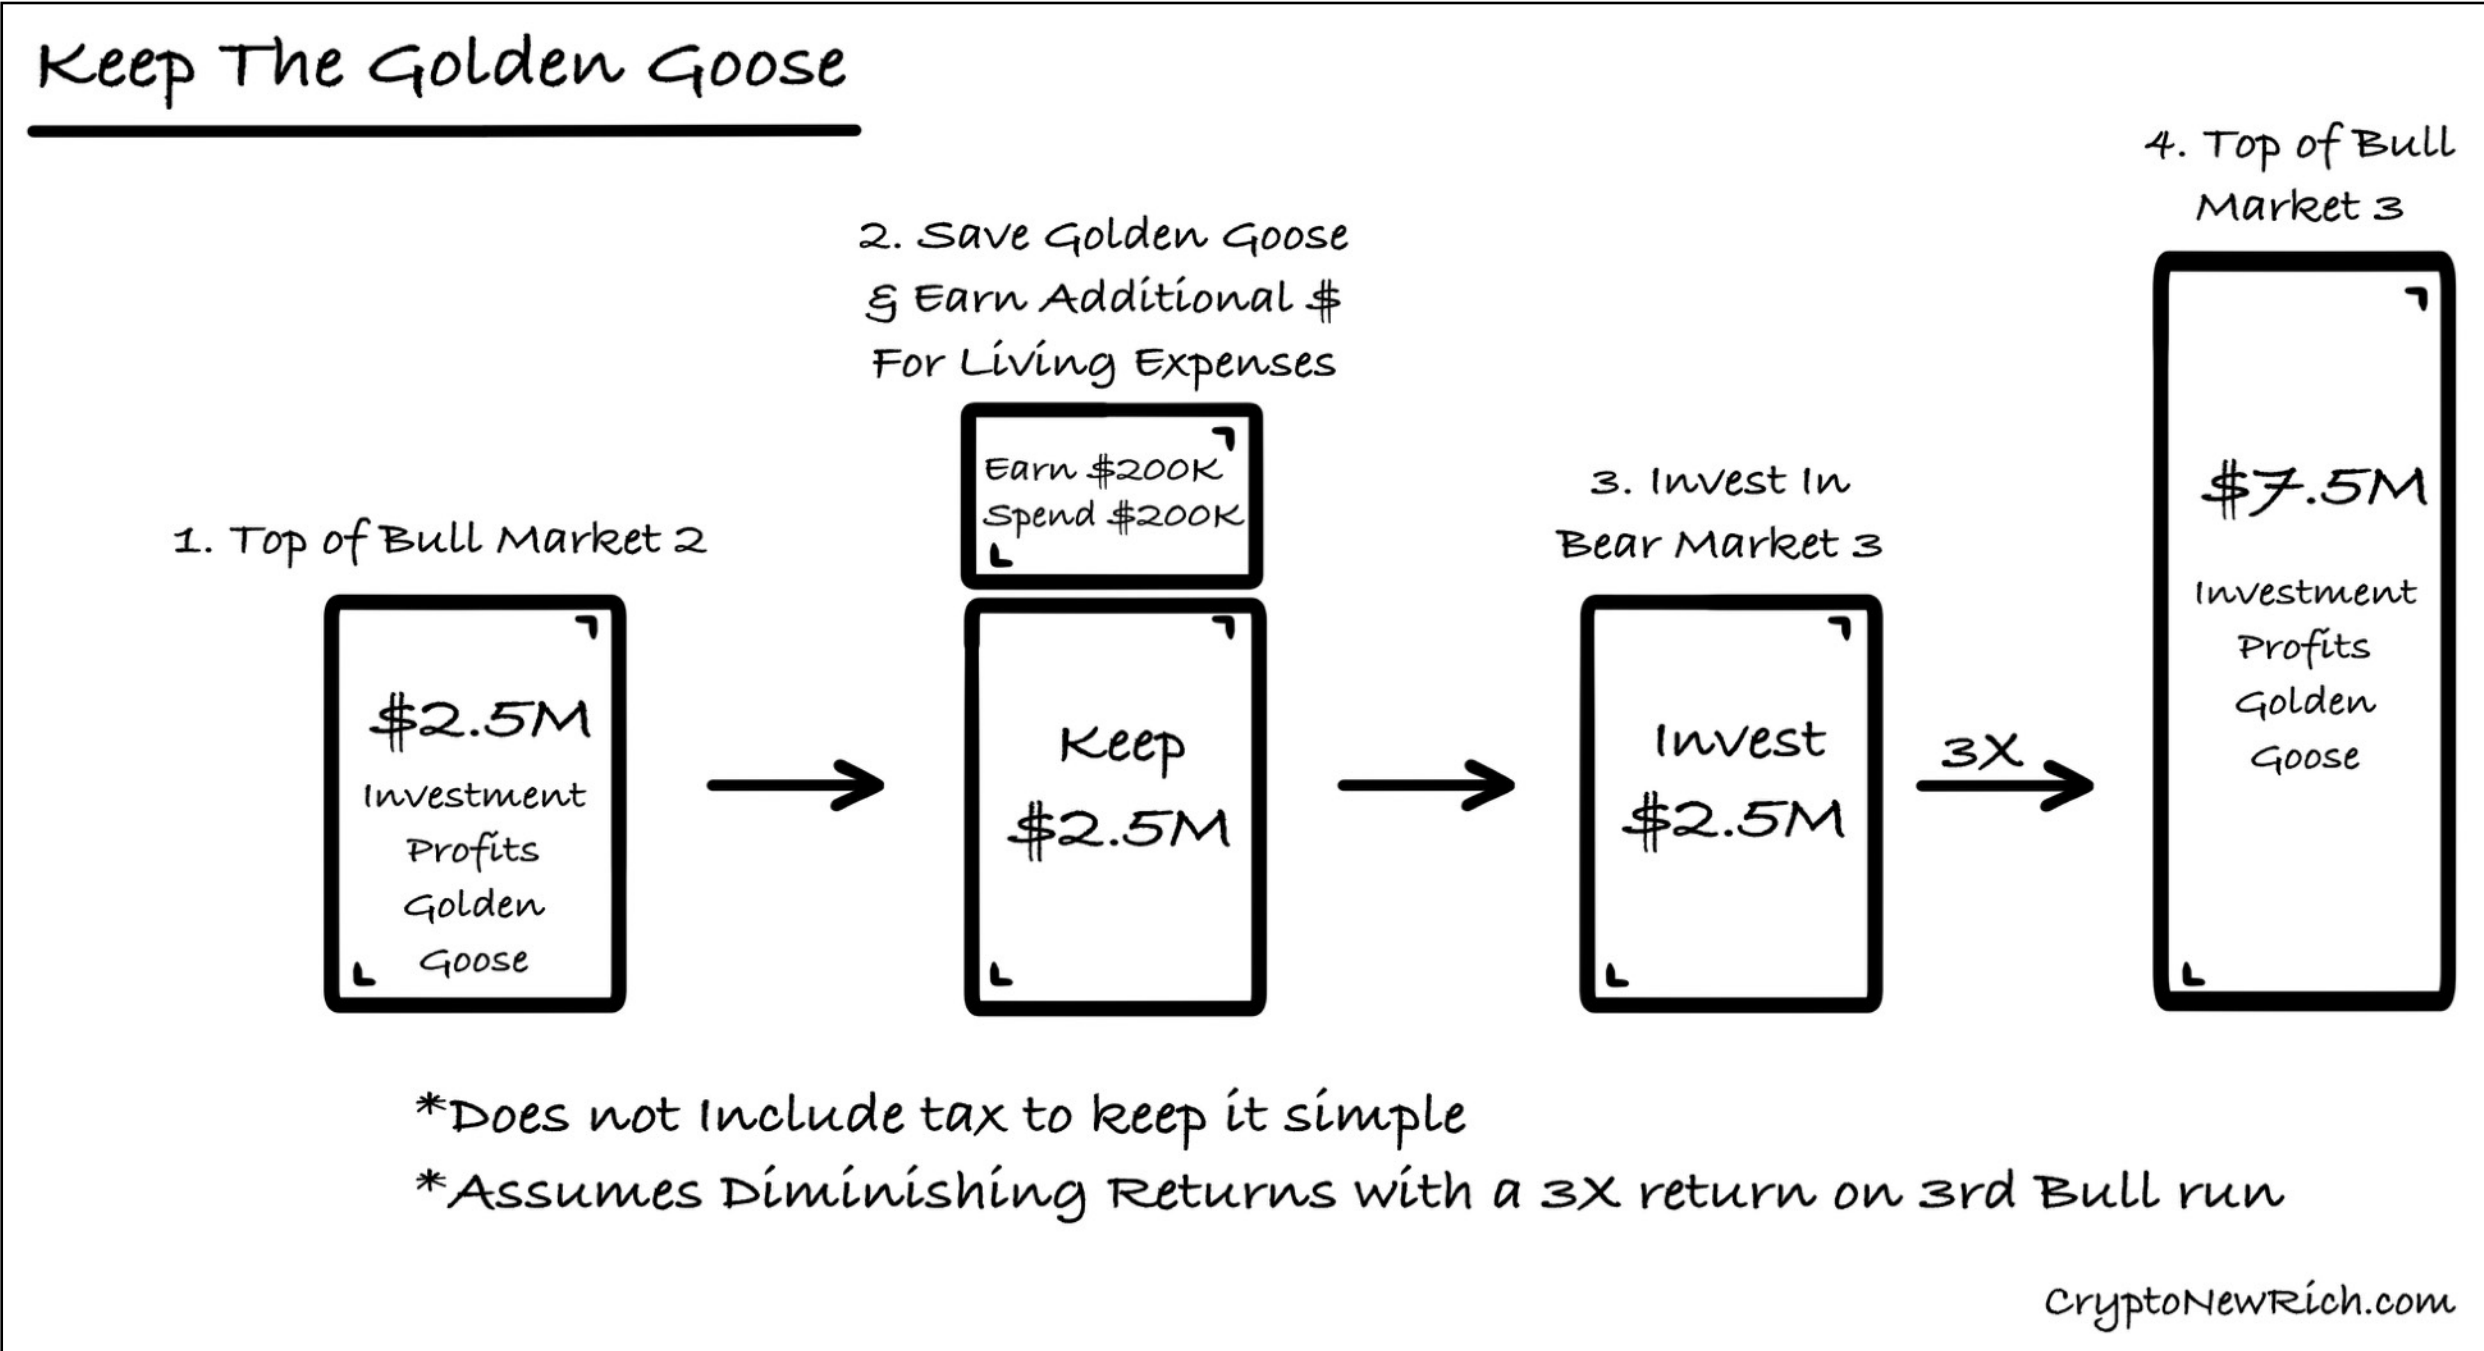 Keep The Golden Goose
1. Top of Bull Market 2
$2.5M
Investment
Profits
Golden
Goose
2. Save Golden Goose
& Earn Additional $
For Living Expenses
Earn $200K
Spend $200K
Keep
$2.5M
3. Invest In
Bear Market 3
Invest
$2.5M
3X
4. Top of Bull
Market 3
$7.5M
Investment
Profits
Golden
Goose
*Does not Include tax to keep it simple
*Assumes Diminishing Returns with a 3X return on 3rd Bull run
CryptoNewRich.com